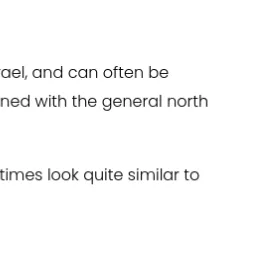 ael, and can often be
ned with the general north
times look quite similar to